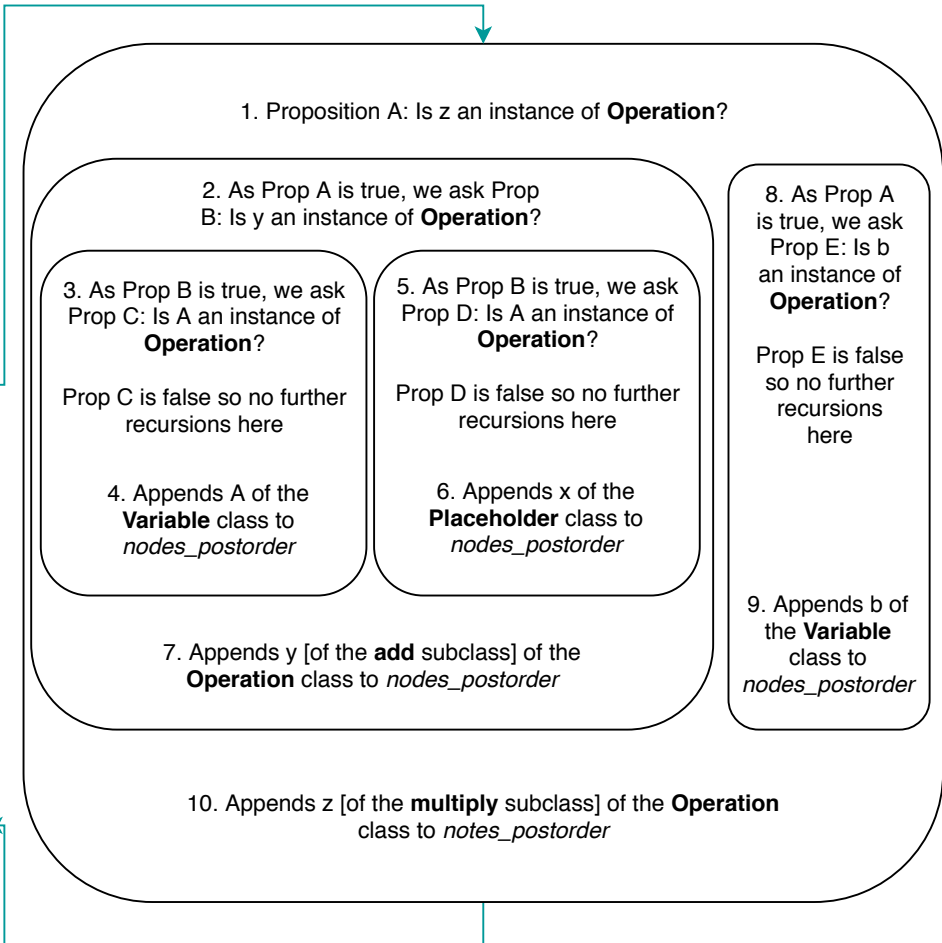 1. Proposition A: Is z an instance of Operation?
2. As Prop A is true, we ask Prop
B: Is y an instance of Operation?
3. As Prop B is true, we ask
Prop C: Is A an instance of
Operation?
Prop C is false so no further
recursions here
4. Appends A of the
Variable class to
nodes_postorder
5. As Prop B is true, we ask
Prop D: Is A an instance of
Operation?
Prop D is false so no further
recursions here
6. Appends x of the
Placeholder class to
nodes_postorder
7. Appends y [of the add subclass] of the
Operation class to nodes_postorder
8. As Prop A
is true, we ask
Prop E: Is b
an instance of
Operation?
Prop E is false
so no further
recursions
here
9. Appends b of
the Variable
class to
nodes_postorder
10. Appends z [of the multiply subclass] of the Operation
class to notes_postorder